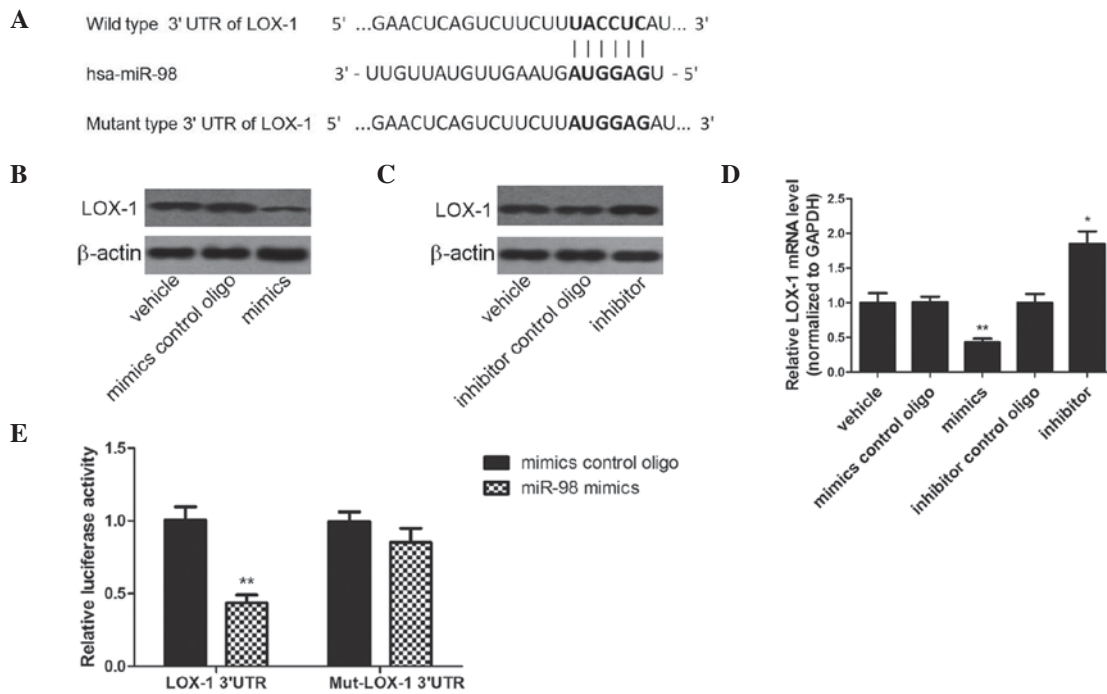 A
Wild type 3' UTR of LOX-1 5' ...GAACUCAGUCUUCUUUACCUCAU... 3'
hsa-miR-98 3' - UUGUUAUGUUGAAUGAUGGAGU - 5'
Mutant type 3' UTR of LOX-1 5' ...GAACUCAGUCUUCUUAUGGAGAU... 3'
B
LOX-1
β-actin
vehicle
mimics control oligo
mimics
C
LOX-1
β-actin
vehicle
inhibitor control oligo
inhibitor
D
Relative LOX-1 mRNA level
(normalized to GAPDH)
2.5
2.0
1.5
1.0
0.5
0.0
**
*
vehicle
mimics control oligo
mimics
inhibitor control oligo
inhibitor
E
Relative luciferase activity
1.5
1.0
0.5
0.0
**
LOX-1 3'UTR
Mut-LOX-1 3'UTR
mimics control oligo
miR-98 mimics